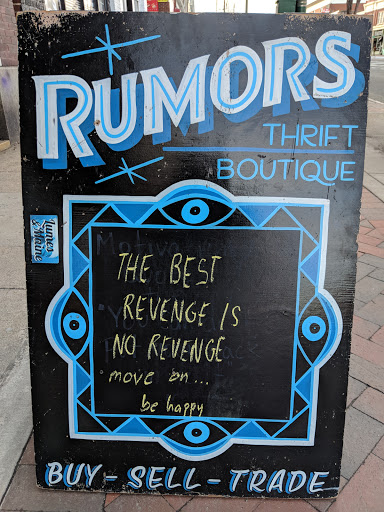 RUMORS
THRIFT
BOUTIQUE
THE BEST
REVENGE IS
NO REVENGE
• move on...
be happy
BUY - SELL - TRADE